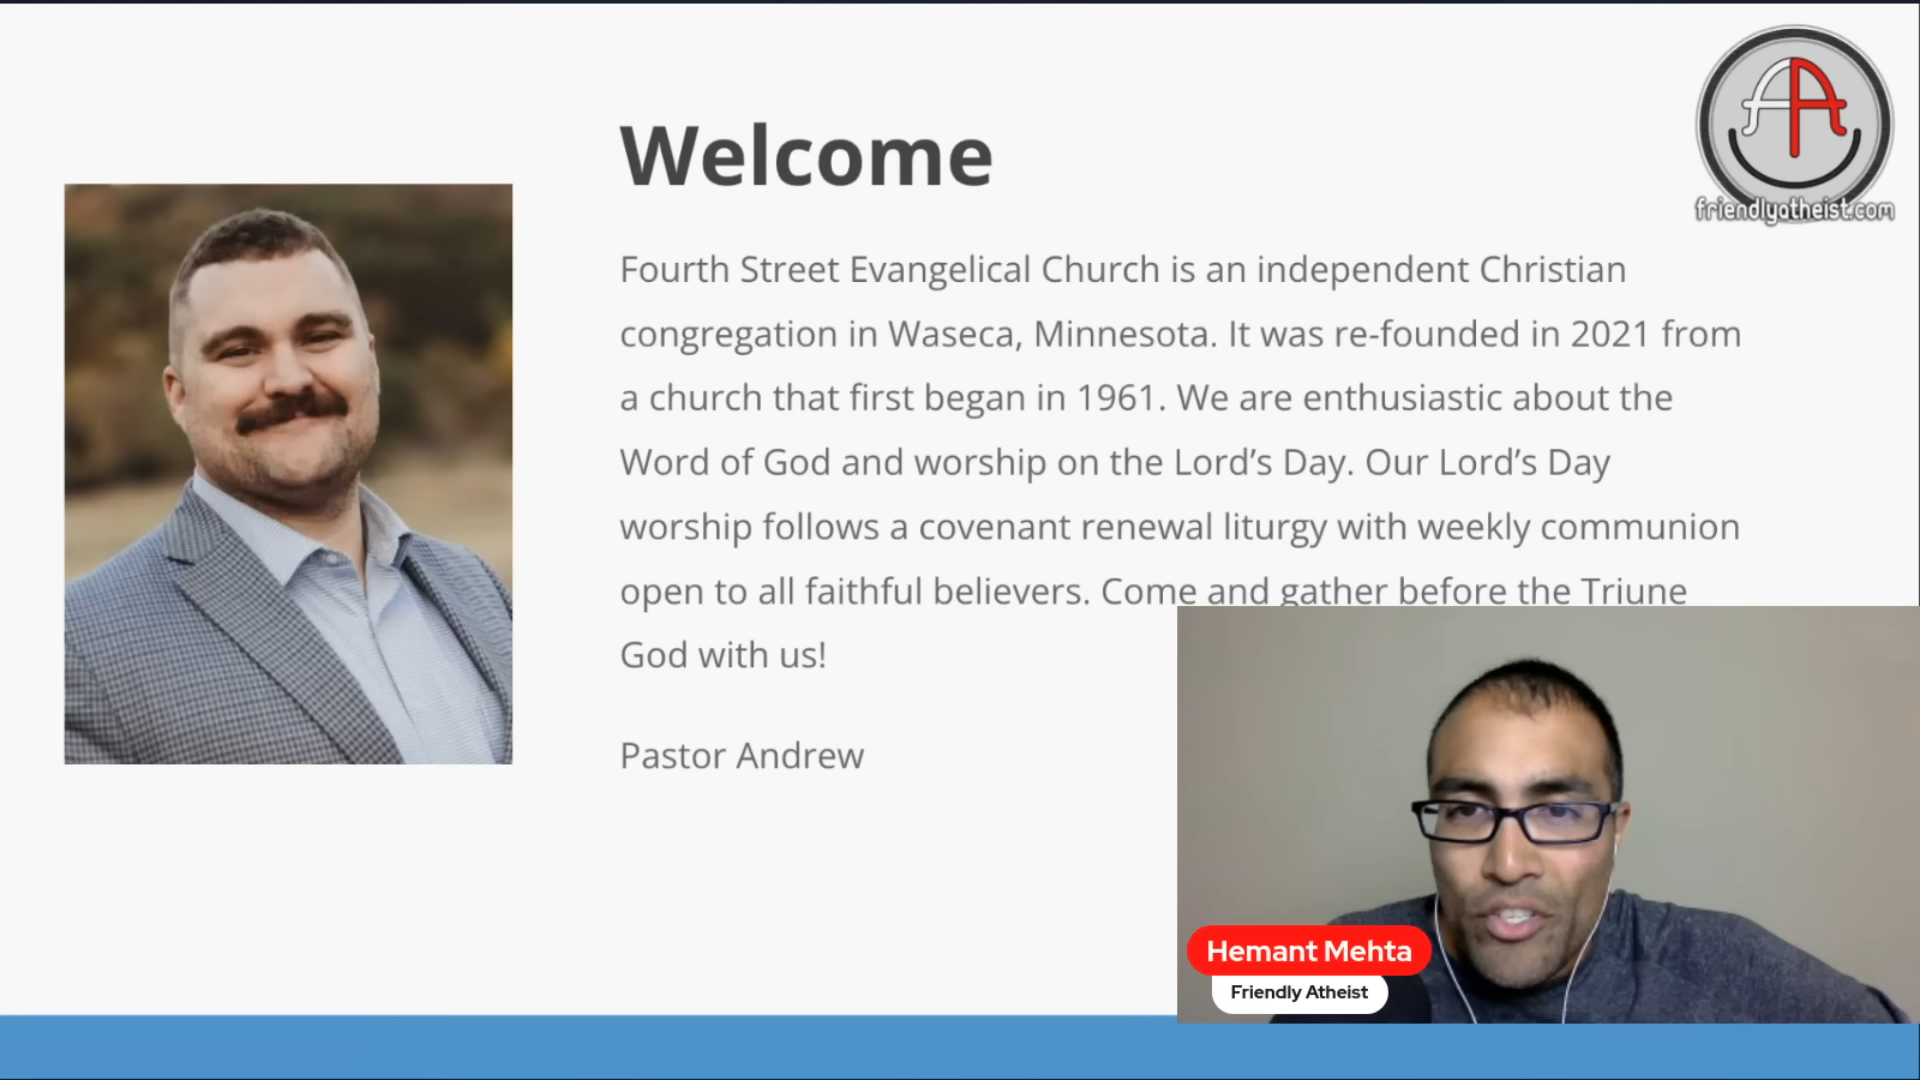 Welcome
Fourth Street Evangelical Church is an independent Christian
congregation in Waseca, Minnesota. It was re-founded in 2021 from
a church that first began in 1961. We are enthusiastic about the
Word of God and worship on the Lord’s Day. Our Lord’s Day
worship follows a covenant renewal liturgy with weekly communion
open to all faithful believers. Come and gather before the Triune
God with us!
Pastor Andrew
friendlyatheist.com
Hemant Mehta
Friendly Atheist